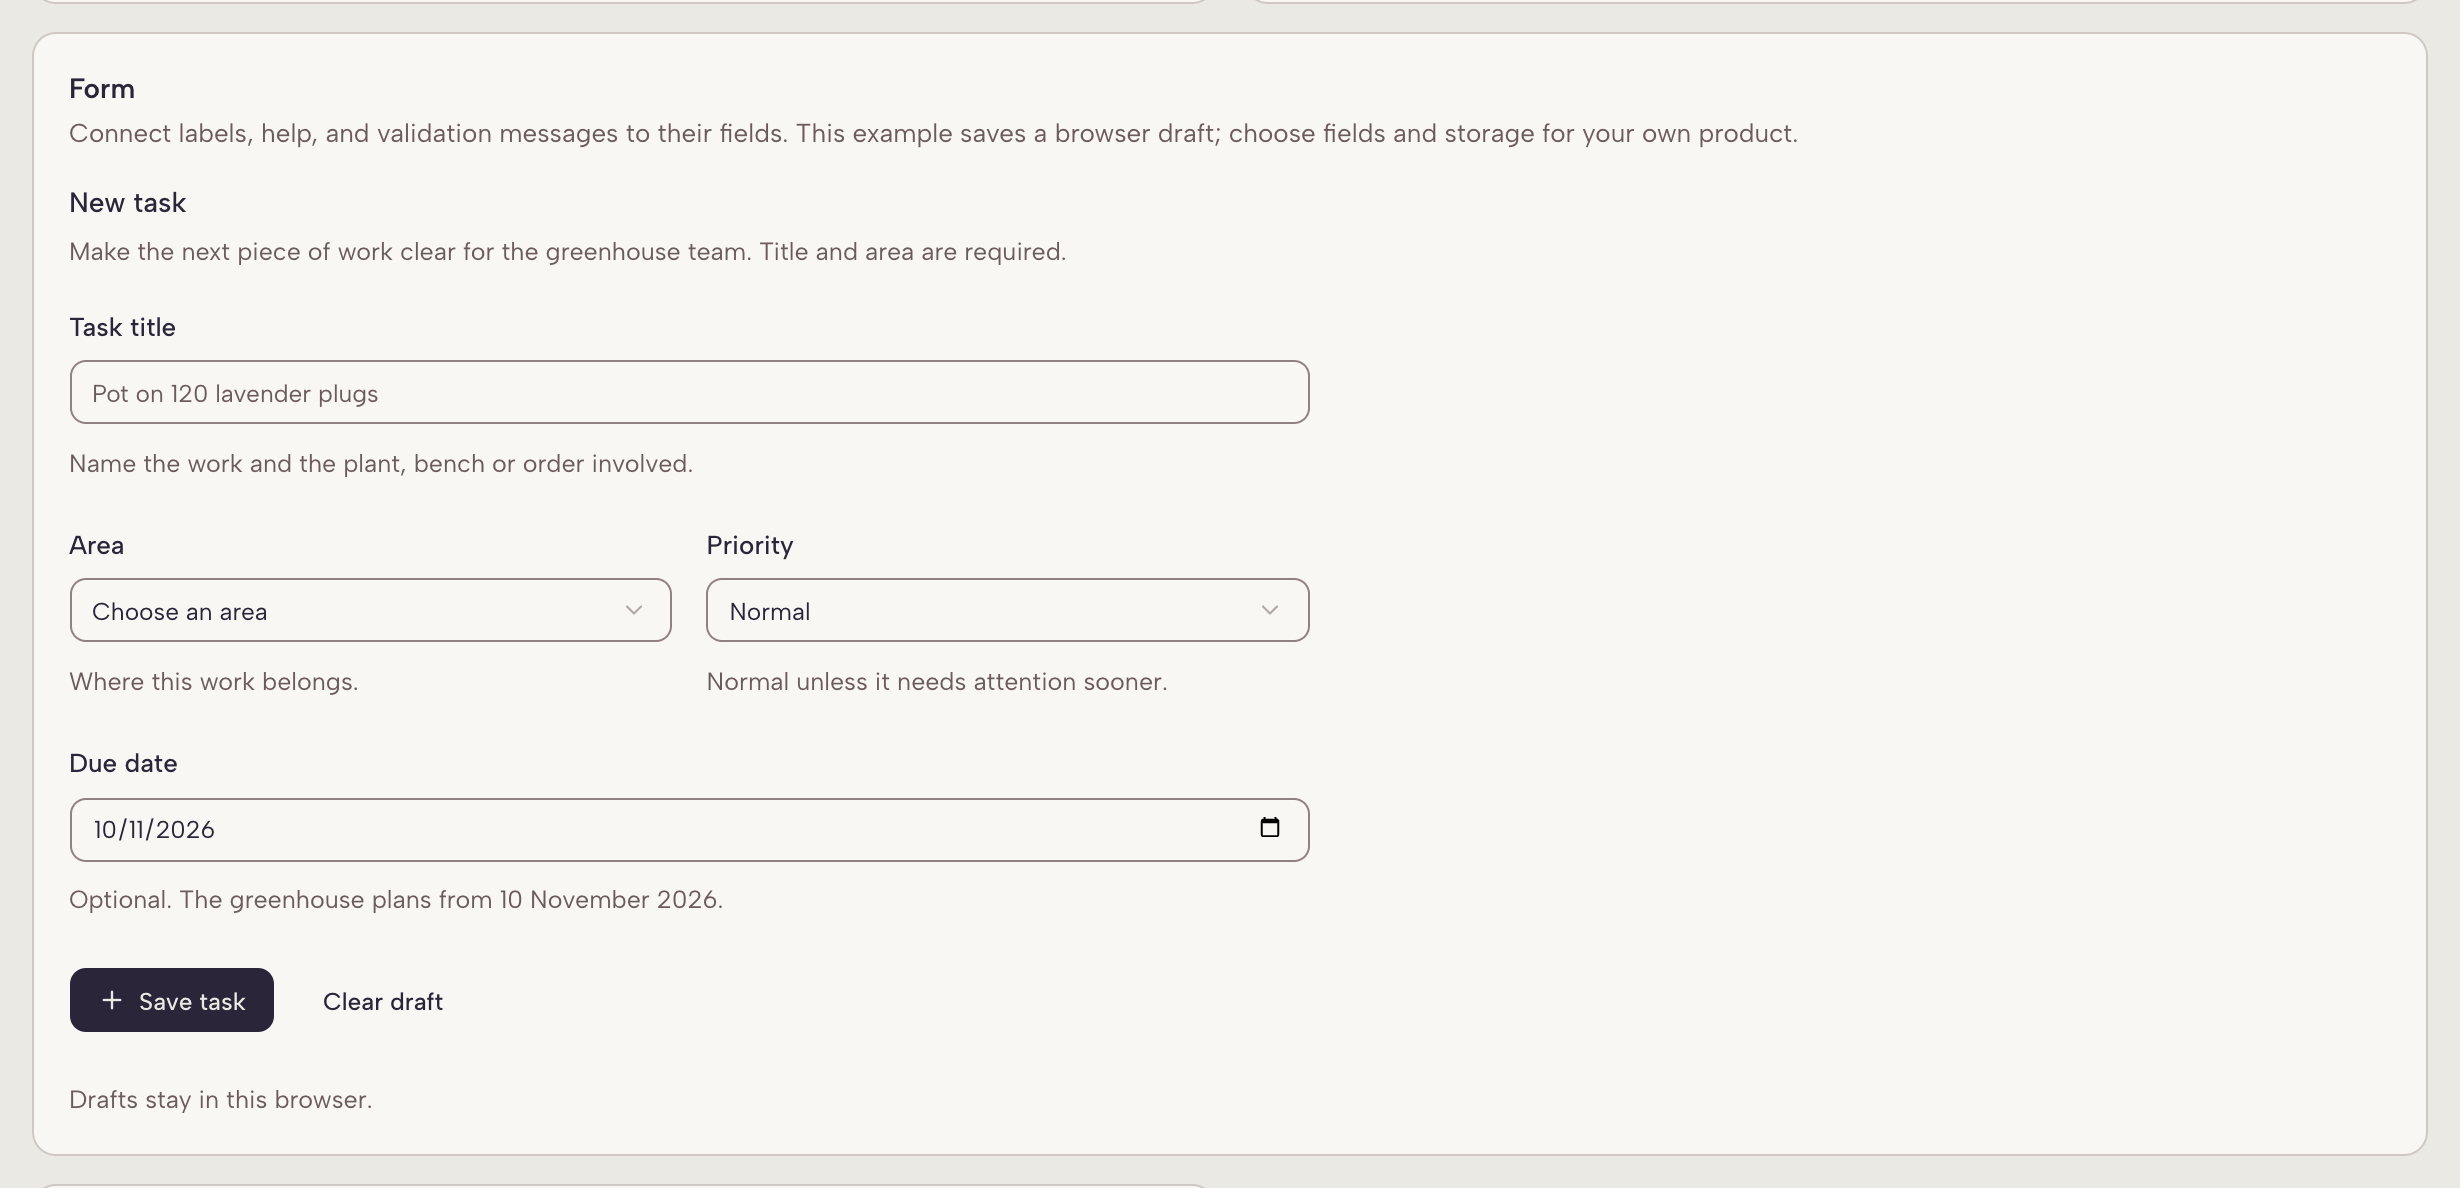 Form
Connect labels, help, and validation messages to their fields. This example saves a browser draft; choose fields and storage for your own product.
New task
Make the next piece of work clear for the greenhouse team. Title and area are required.
Task title
Pot on 120 lavender plugs
Name the work and the plant, bench or order involved.
Area
Priority
Choose an area
Normal
Where this work belongs.
Normal unless it needs attention sooner.
Due date
10/11/2026
Optional. The greenhouse plans from 10 November 2026.
Save task
Clear draft
Drafts stay in this browser.